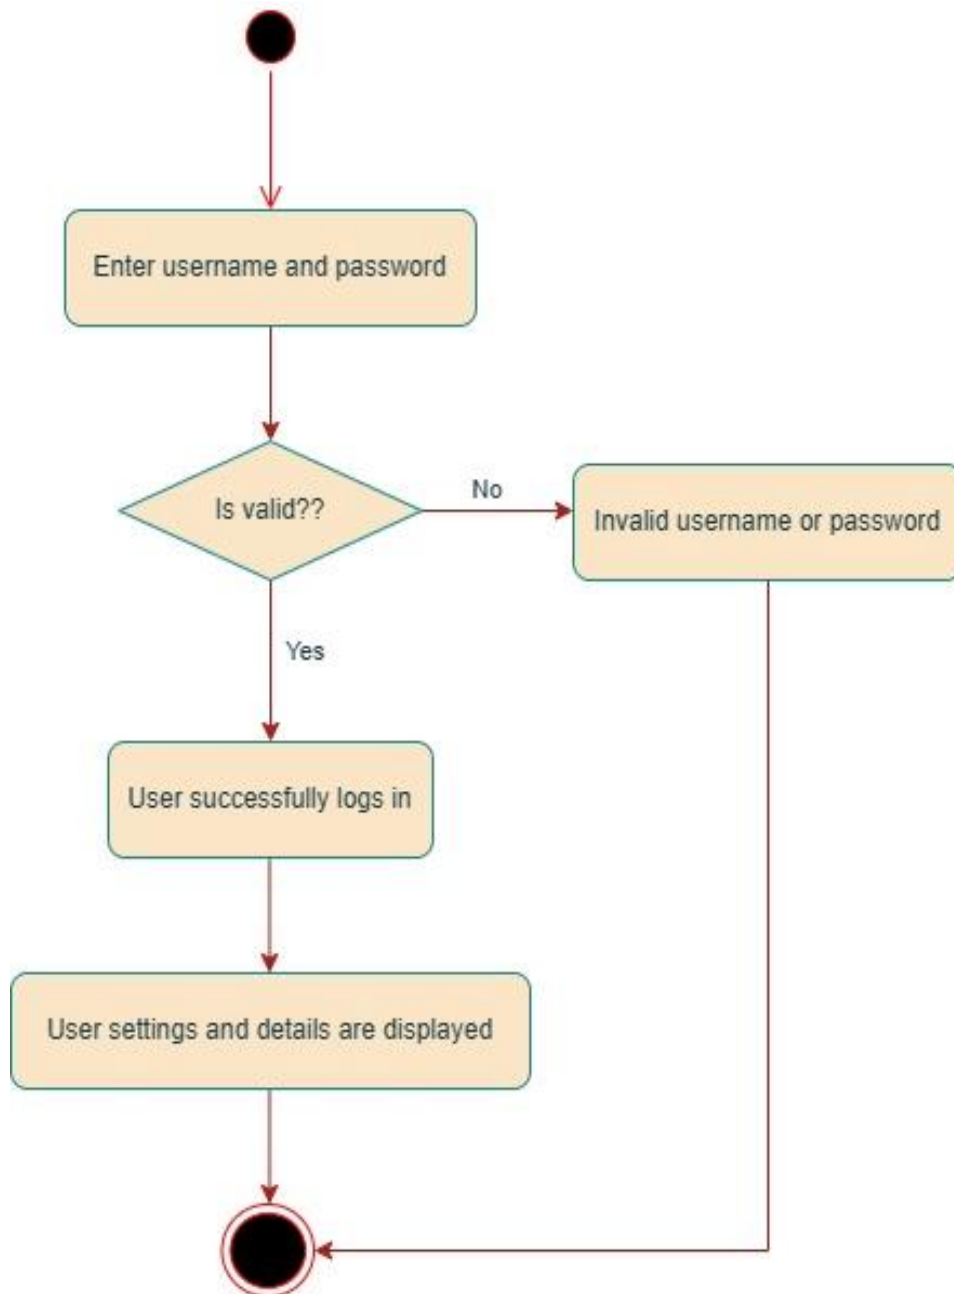 Enter username and password
Is valid??
No
Invalid username or password
Yes
User successfully logs in
User settings and details are displayed